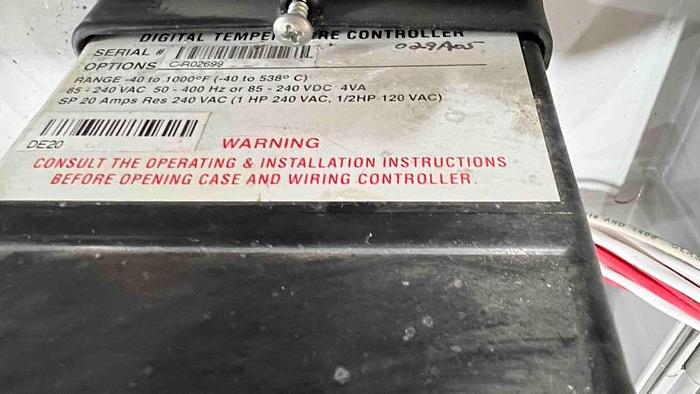 DIGITAL TEMPERATURE CONTROLLER
SERIAL #
OPTIONS C-R02699
RANGE -40 to 1000°F (-40 to 538° C)
85 - 240 VAC 50 - 400 Hz or 85 - 240 VDC 4VA
SP 20 Amps Res 240 VAC (1 HP 240 VAC, 1/2HP 120 VAC)
DE20
WARNING
CONSULT THE OPERATING & INSTALLATION INSTRUCTIONS
BEFORE OPENING CASE AND WIRING CONTROLLER.
AWG